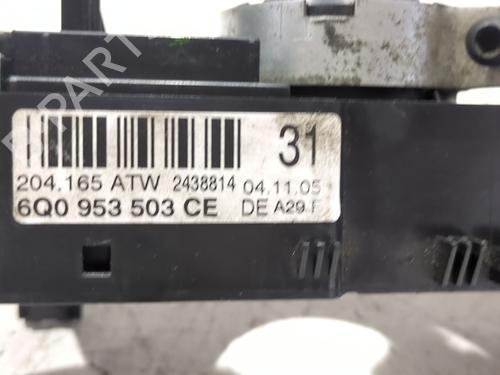 31
204.165 ATW 2438814 04.11.05
6Q0 953 503 CE DE A29 F